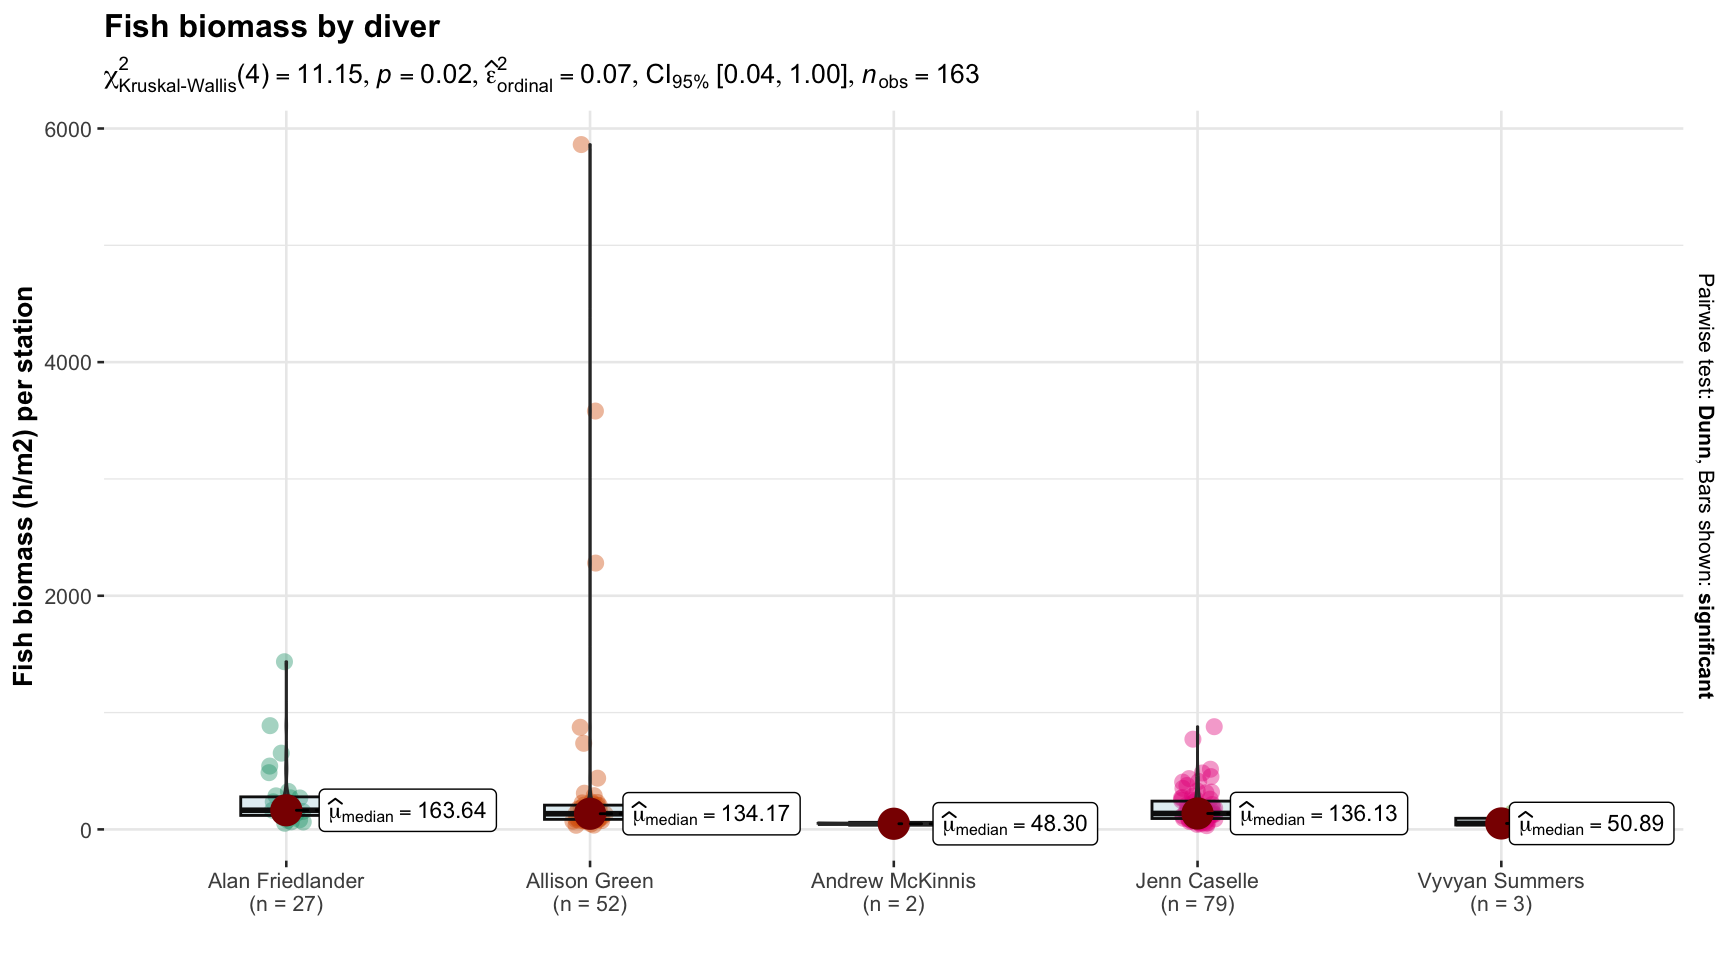 Fish biomass by diver
χ²Kruskal-Wallis(4) = 11.15, p = 0.02, ε̂²ordinal = 0.07, CI95% [0.04, 1.00], nobs = 163
Fish biomass (h/m2) per station
6000
4000
2000
0
μ̂median = 163.64
μ̂median = 134.17
μ̂median = 48.30
μ̂median = 136.13
μ̂median = 50.89
Pairwise test: Dunn, Bars shown: significant
Alan Friedlander
(n = 27)
Allison Green
(n = 52)
Andrew McKinnis
(n = 2)
Jenn Caselle
(n = 79)
Vyvyan Summers
(n = 3)